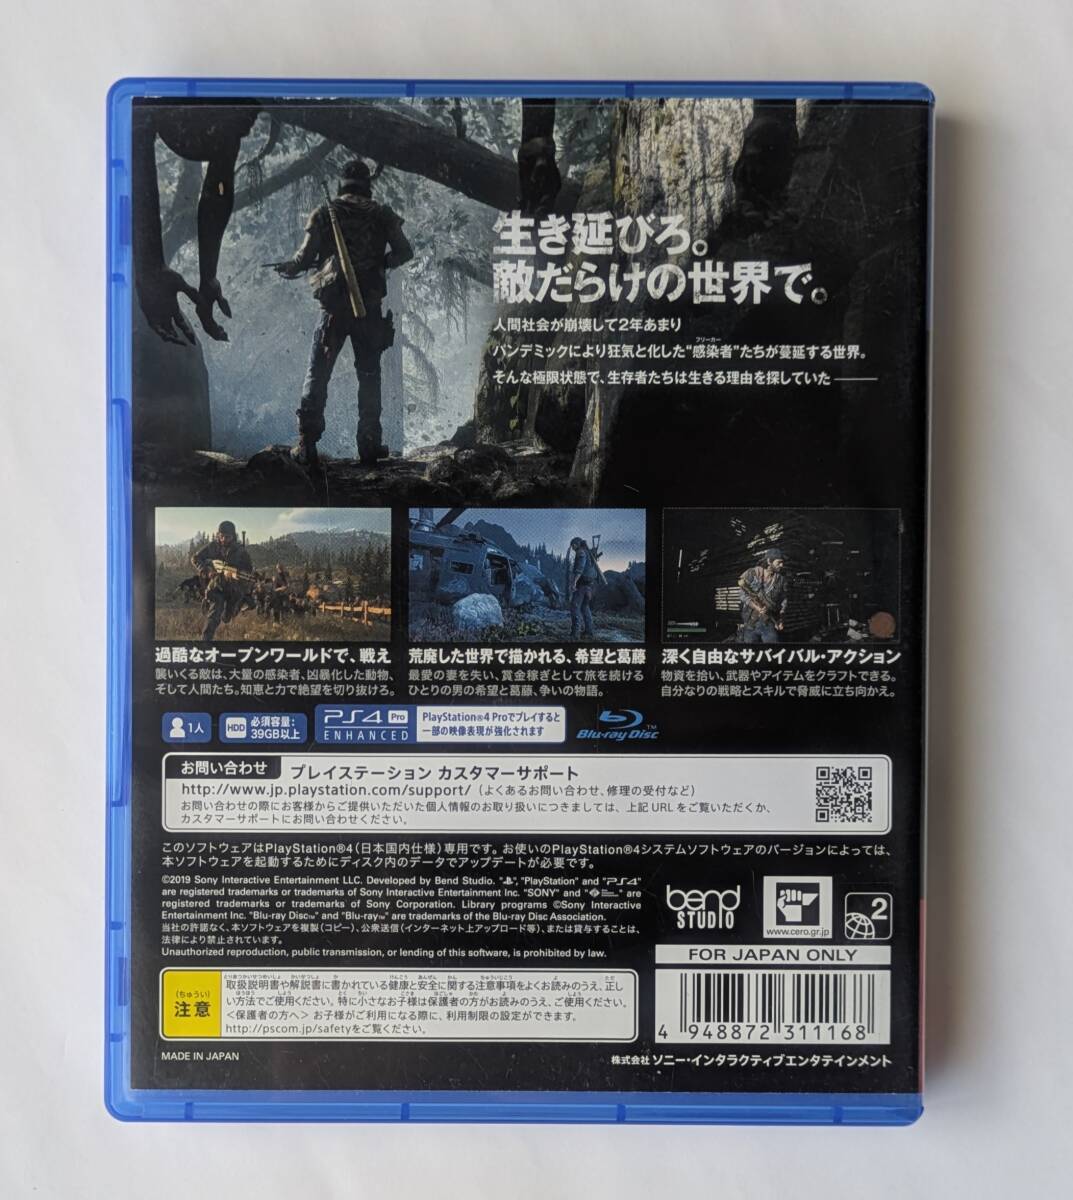 生き延びろ。
敵だらけの世界で。
人間社会が崩壊して2年あまり
フリーカー
パンデミックにより狂気と化した“感染者”たちが蔓延する世界。
そんな極限状態で、生存者たちは生きる理由を探していた――
過酷なオープンワールドで、戦え
襲いくる敵は、大量の感染者、凶暴化した動物、
そして人間たち。知恵と力で絶望を切り抜けろ。
荒廃した世界で描かれる、希望と葛藤
最愛の妻を失い、賞金稼ぎとして旅を続ける
ひとりの男の希望と葛藤、争いの物語。
深く自由なサバイバル・アクション
物資を拾い、武器やアイテムをクラフトできる。
自分なりの戦略とスキルで脅威に立ち向かえ。
1人
HDD 必須容量:
39GB以上
PS4 Pro
ENHANCED
PlayStation®4 Proでプレイすると
一部の映像表現が強化されます
Blu-ray Disc™
お問い合わせ プレイステーション カスタマーサポート
http://www.jp.playstation.com/support/（よくあるお問い合わせ、修理の受付など）
お問い合わせの際にお客様からご提供いただいた個人情報のお取り扱いにつきましては、上記URLをご覧いただくか、
カスタマーサポートにお問い合わせください。
このソフトウェアはPlayStation®4（日本国内仕様）専用です。お使いのPlayStation®4システムソフトウェアのバージョンによっては、
本ソフトウェアを起動するためにディスク内のデータでアップデートが必要です。
©2019 Sony Interactive Entertainment LLC. Developed by Bend Studio. "", "PlayStation" and "PS4"
are registered trademarks or trademarks of Sony Interactive Entertainment Inc. "SONY" and ""
are registered trademarks or trademarks of Sony Corporation. Library programs ©Sony Interactive
Entertainment Inc. "Blu-ray Disc™" and "Blu-ray™" are trademarks of the Blu-ray Disc Association.
当社の許諾なく、本ソフトウェアを複製（コピー）、公衆送信（インターネット上アップロード等）、または貸与することは、
法律により禁止されています。
Unauthorized reproduction, public transmission, or lending of this software, is prohibited by law.
bend
STUDIO
www.cero.gr.jp
2
FOR JAPAN ONLY
（ちゅうい）
注意
取扱説明書や解説書に書かれている健康と安全に関する注意事項をよくお読みのうえ、正し
い方法でご使用ください。特に小さなお子様は保護者の方がお読みのうえ、ご使用ください。
＜保護者の方へ＞ お子様がご利用になる際に、利用制限の設定ができます。
http://pscom.jp/safetyをご覧ください。
4 948872 311168
MADE IN JAPAN
株式会社 ソニー・インタラクティブエンタテインメント